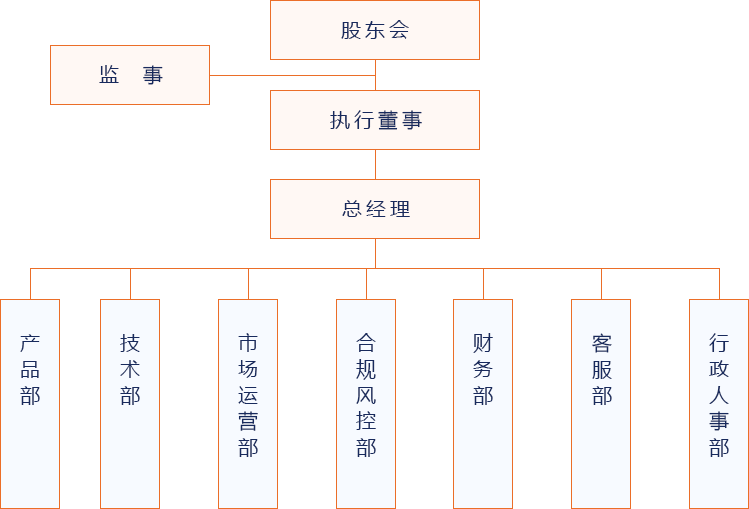 股东会
监 事
执行董事
总经理
产品部
技术部
市场运营部
合规风控部
财务部
客服部
行政人事部